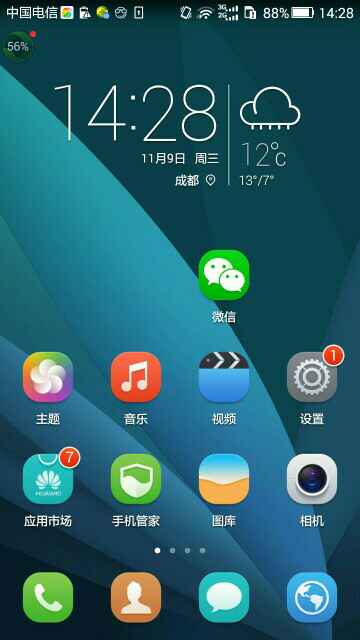 中国电信 88% 14:28
56%
14:28
11月9日 周三
成都
12°c
13°/7°
微信
1
主题 音乐 视频 设置
7
HUAWEI
应用市场 手机管家 图库 相机